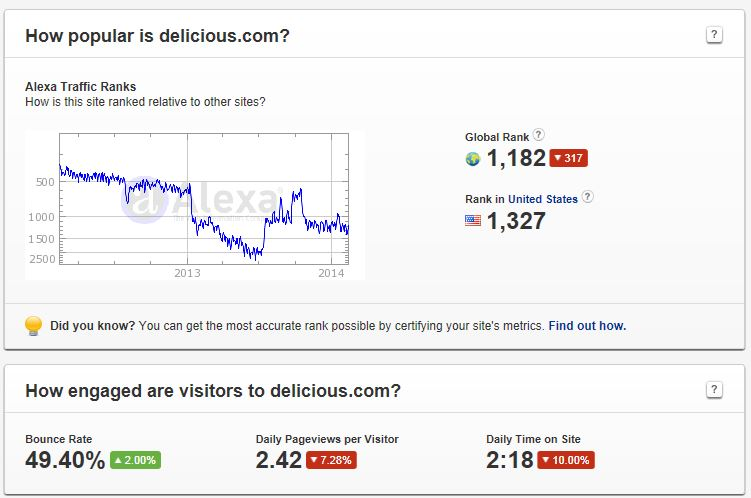 How popular is delicious.com?
?
Alexa Traffic Ranks
How is this site ranked relative to other sites?
500
1000
1500
2500
2013
2014
@ Alexa
Global Rank ?
1,182 ▼ 317
Rank in United States ?
1,327
Did you know? You can get the most accurate rank possible by certifying your site's metrics. Find out how.
How engaged are visitors to delicious.com?
?
Bounce Rate
49.40% ▲ 2.00%
Daily Pageviews per Visitor
2.42 ▼ 7.28%
Daily Time on Site
2:18 ▼ 10.00%